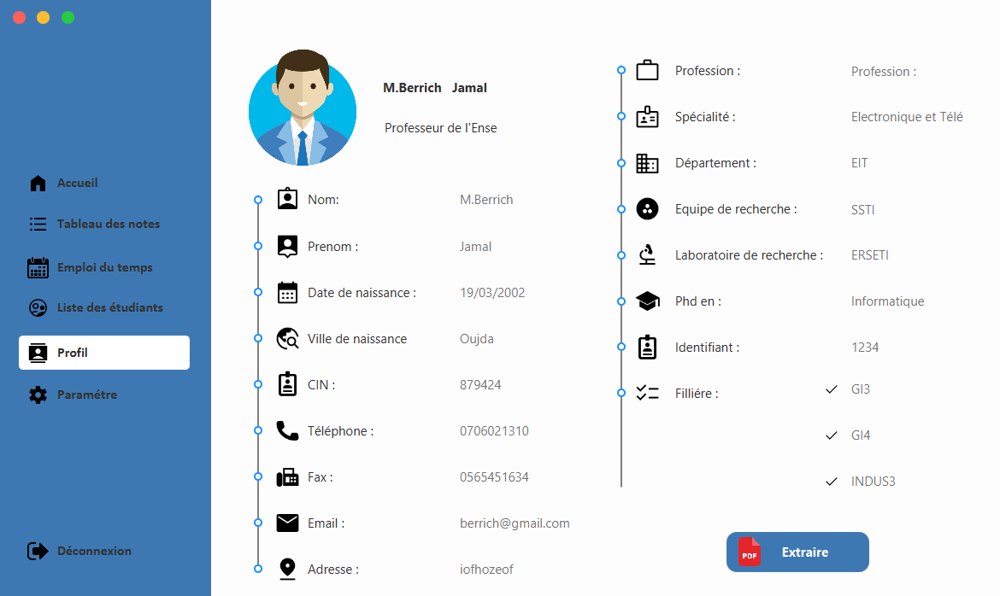 Accueil
Tableau des notes
Emploi du temps
Liste des étudiants
Profil
Paramétre
Déconnexion
M.Berrich Jamal
Professeur de l'Ense
Nom: M.Berrich
Prenom : Jamal
Date de naissance : 19/03/2002
Ville de naissance Oujda
CIN : 879424
Téléphone : 0706021310
Fax : 0565451634
Email : berrich@gmail.com
Adresse : iofhozeof
Profession : Profession :
Spécialité : Electronique et Télé
Département : EIT
Equipe de recherche : SSTI
Laboratoire de recherche : ERSETI
Phd en : Informatique
Identifiant : 1234
Filliére : GI3
GI4
INDUS3
PDF Extraire